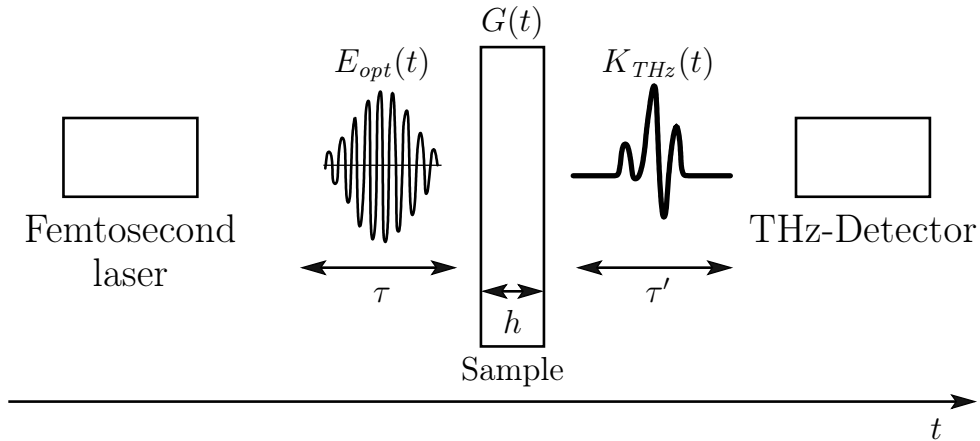 G(t)
E_opt(t)
K_THz(t)
Femtosecond
laser
THz-Detector
τ
τ′
h
Sample
t